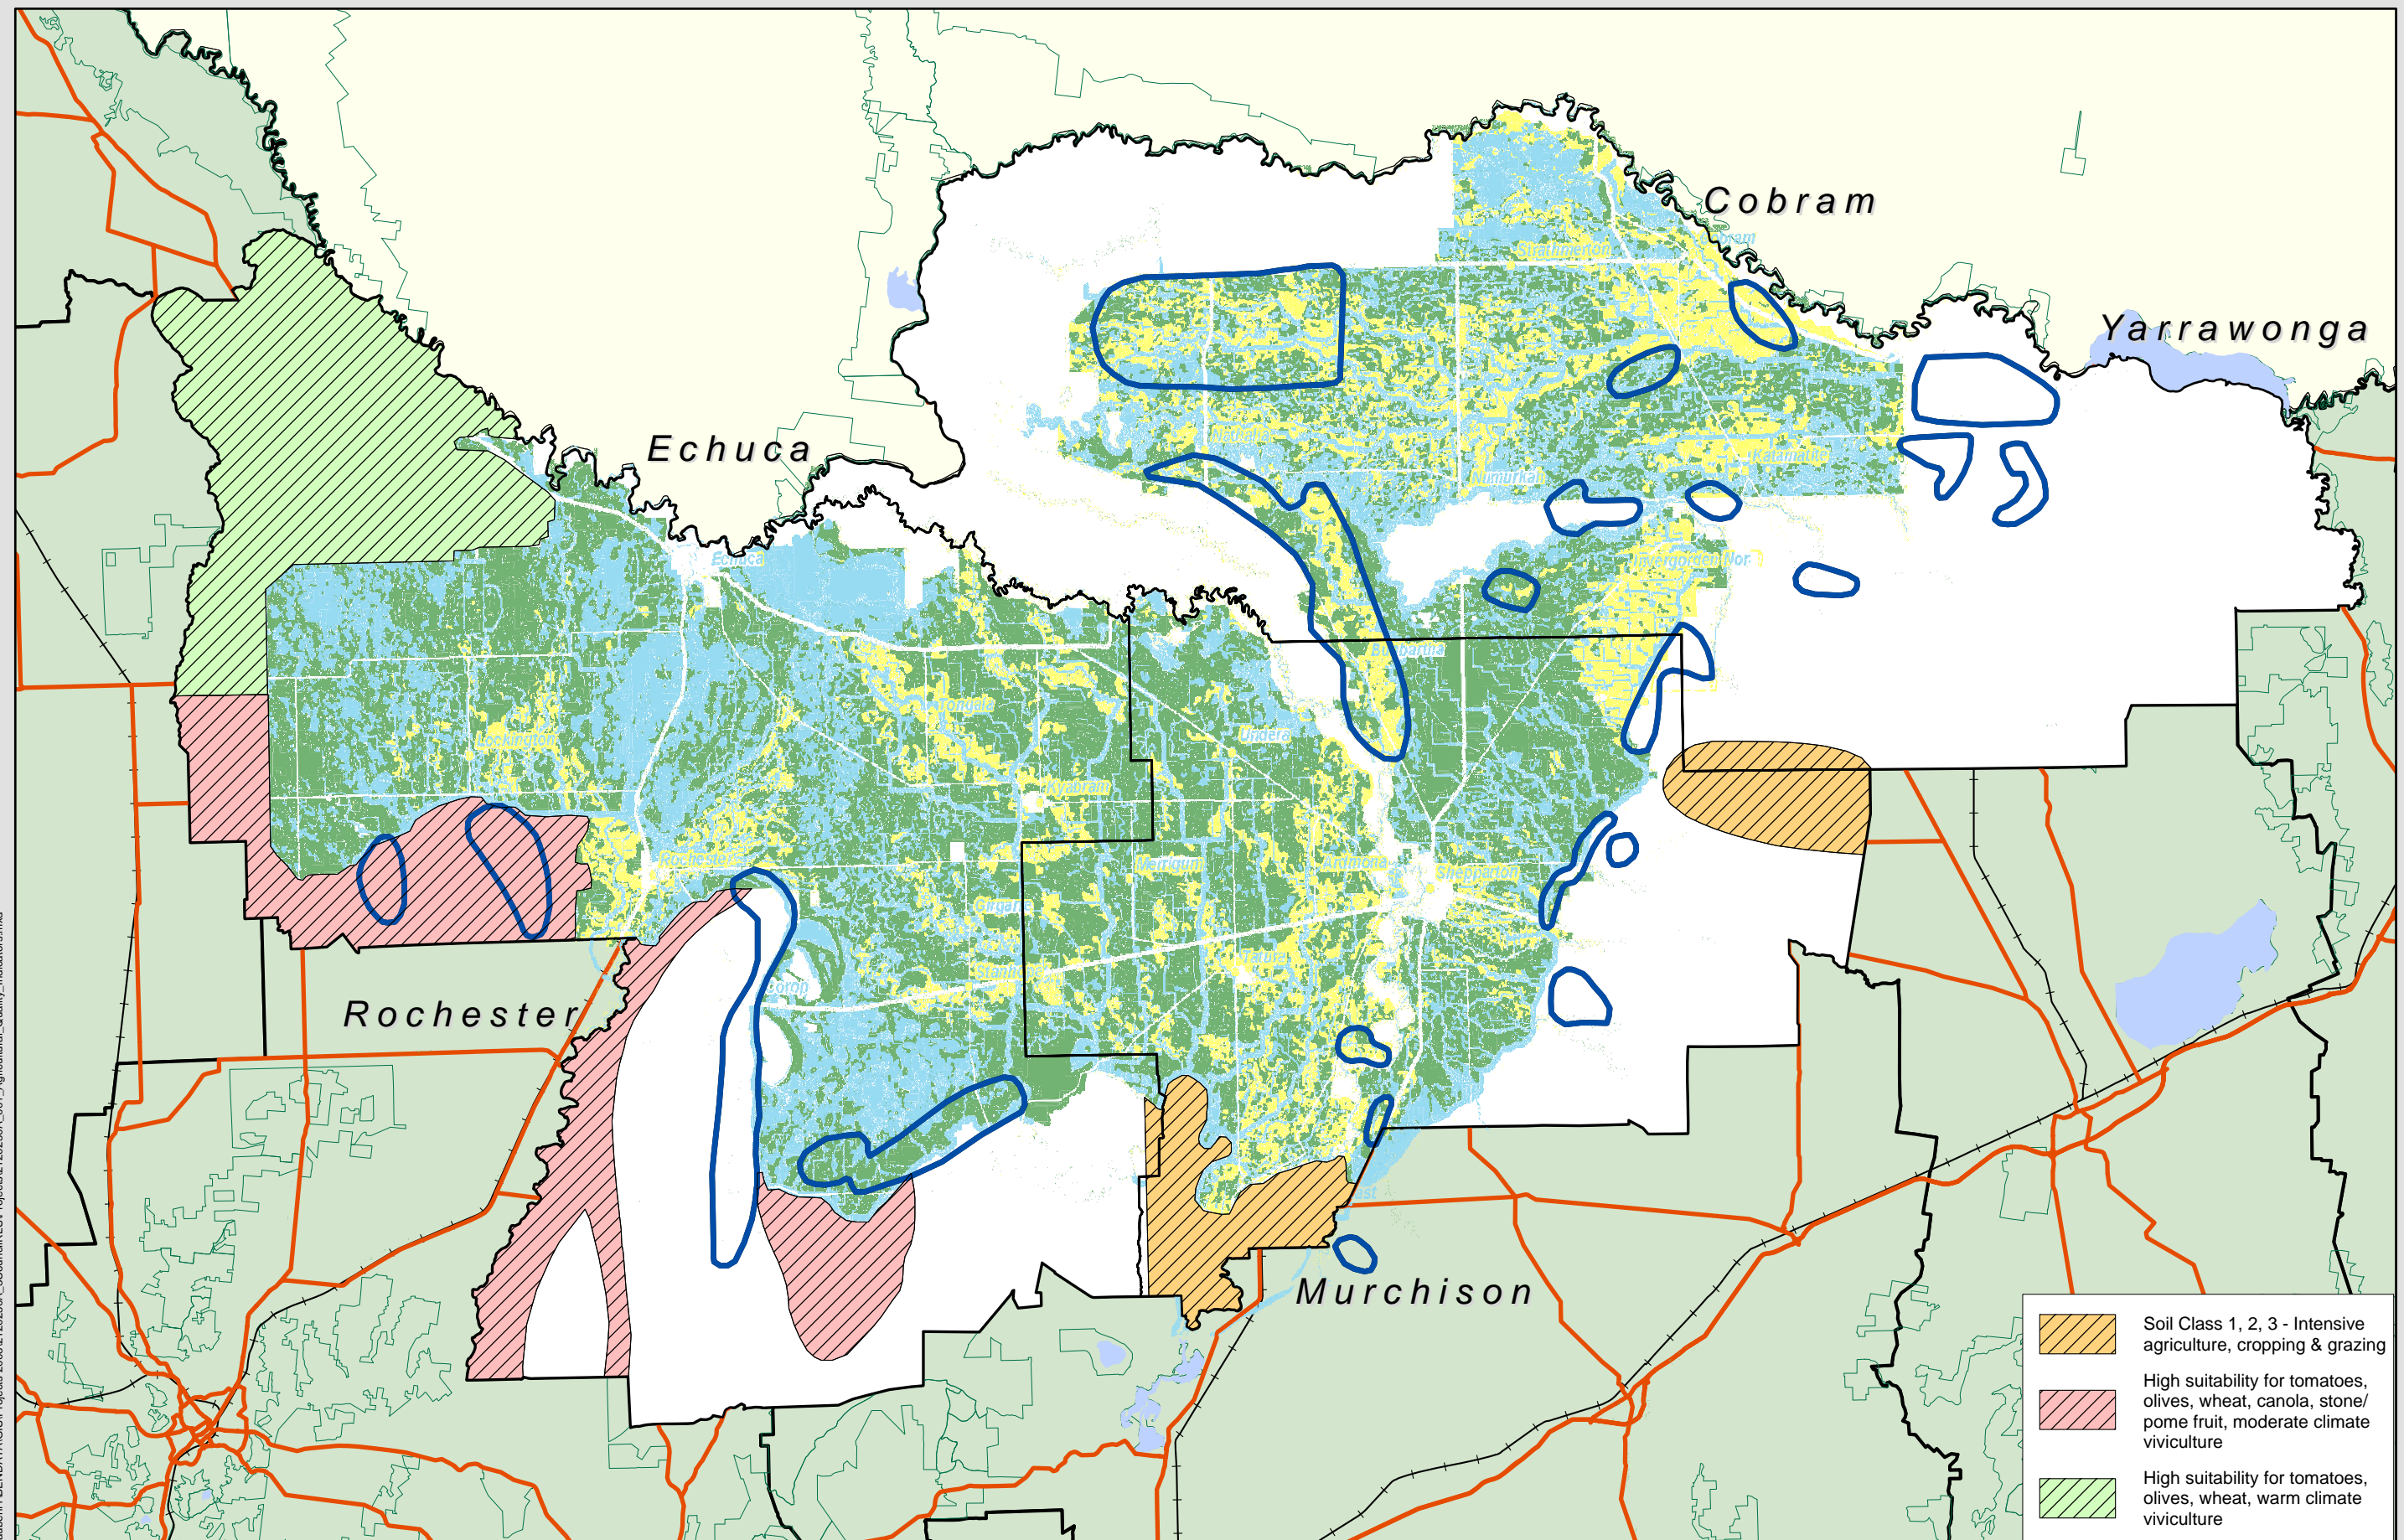 Cobram
Cobram
Strathmerton
Yarrawonga
Echuca
Nathalia
Katamatite
Numurkah
Echuca
Invergorden Nor
Bunbartha
Tongala
Undera
Lockington
Kyabram
Rochester
Merrigum
Ardmona
Shepparton
Girgarre
Tatura
Stanhope
Corop
Rochester
Murchison
Soil Class 1, 2, 3 - Intensive
agriculture, cropping & grazing
High suitability for tomatoes,
olives, wheat, canola, stone/
pome fruit, moderate climate
viviculture
High suitability for tomatoes,
olives, wheat, warm climate
viviculture